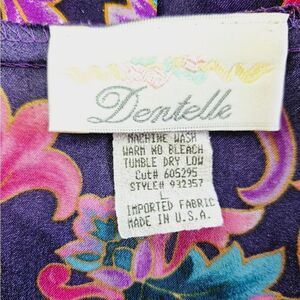 Dentelle
MACHINE WASH
WARM NO BLEACH
TUMBLE DRY LOW
Cut# 605295
STYLE# 932357
L
IMPORTED FABRIC
MADE IN U.S.A.